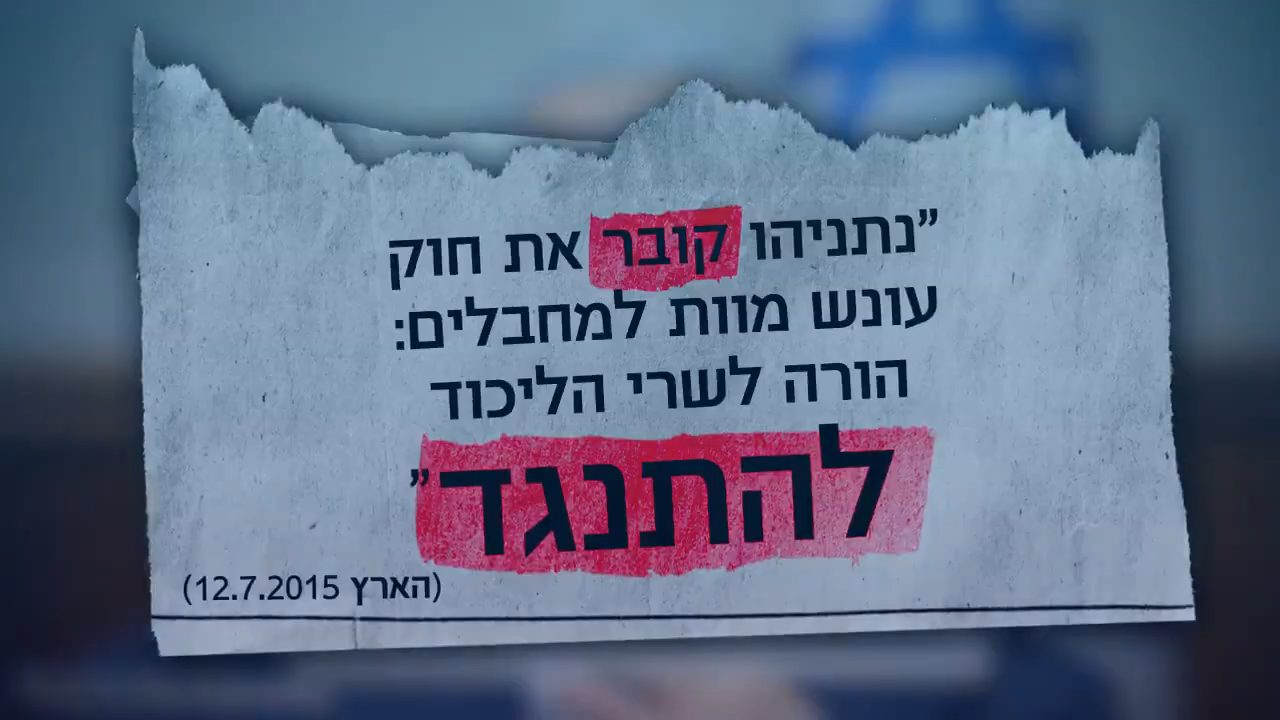 "נתניהו קובר את חוק
עונש מוות למחבלים:
הורה לשרי הליכוד
להתנגד"
(הארץ 12.7.2015)